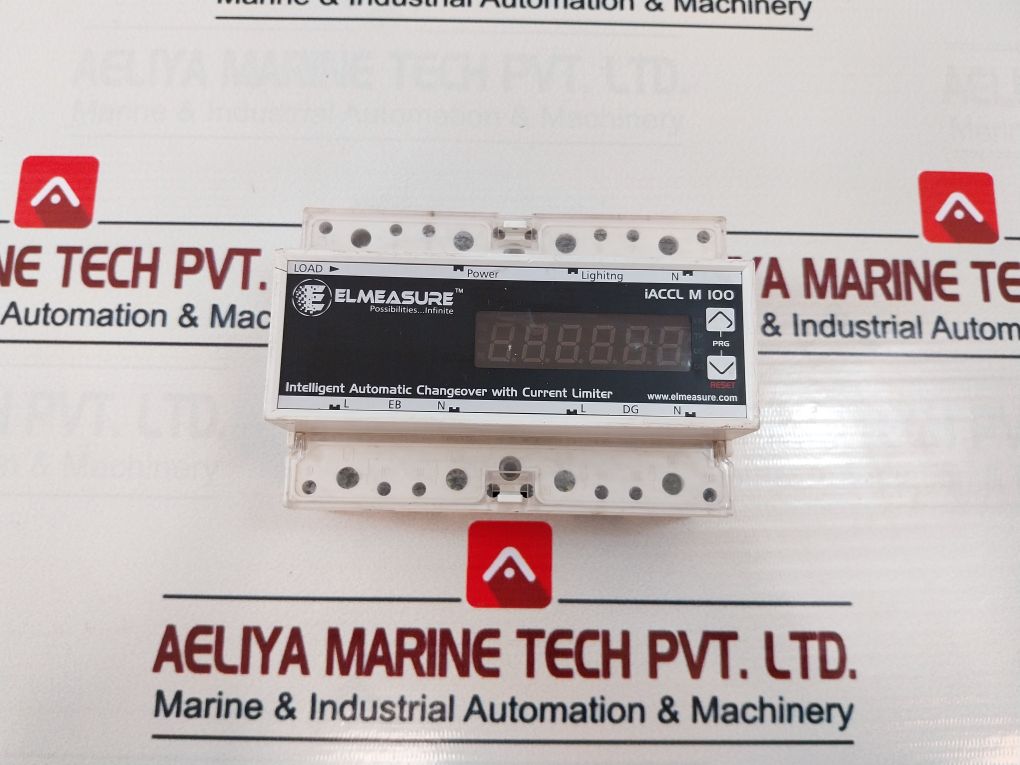 Marine & Industrial Automation & Machinery
AELIYA MARINE TECH PVT. LTD.
Marine & Industrial Automation & Machinery
NE TECH PVT.
Automation & Mac
YA MARINE TE
& Industrial Autom
LOAD
Power
Lighitng
N
ELMEASURE™
Possibilities...Infinite
iACCL M 100
PRG
RESET
Intelligent Automatic Changeover with Current Limiter
www.elmeasure.com
L EB N
L DG N
AELIYA MARINE TECH PVT. LTD.
Marine & Industrial Automation & Machinery